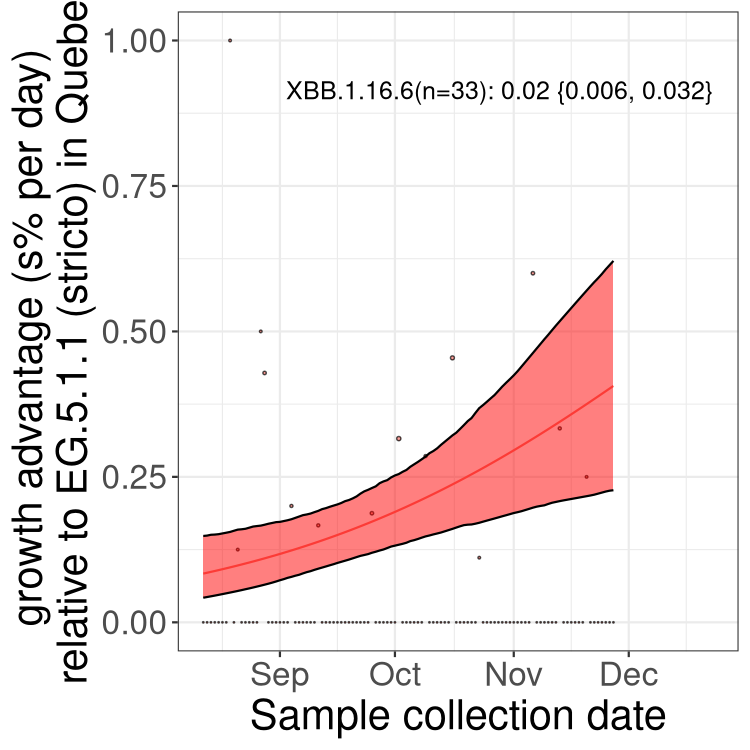 growth advantage (s% per day)
relative to EG.5.1.1 (stricto) in Quebe
1.00
0.75
0.50
0.25
0.00
XBB.1.16.6(n=33): 0.02 {0.006, 0.032}
Sep Oct Nov Dec
Sample collection date